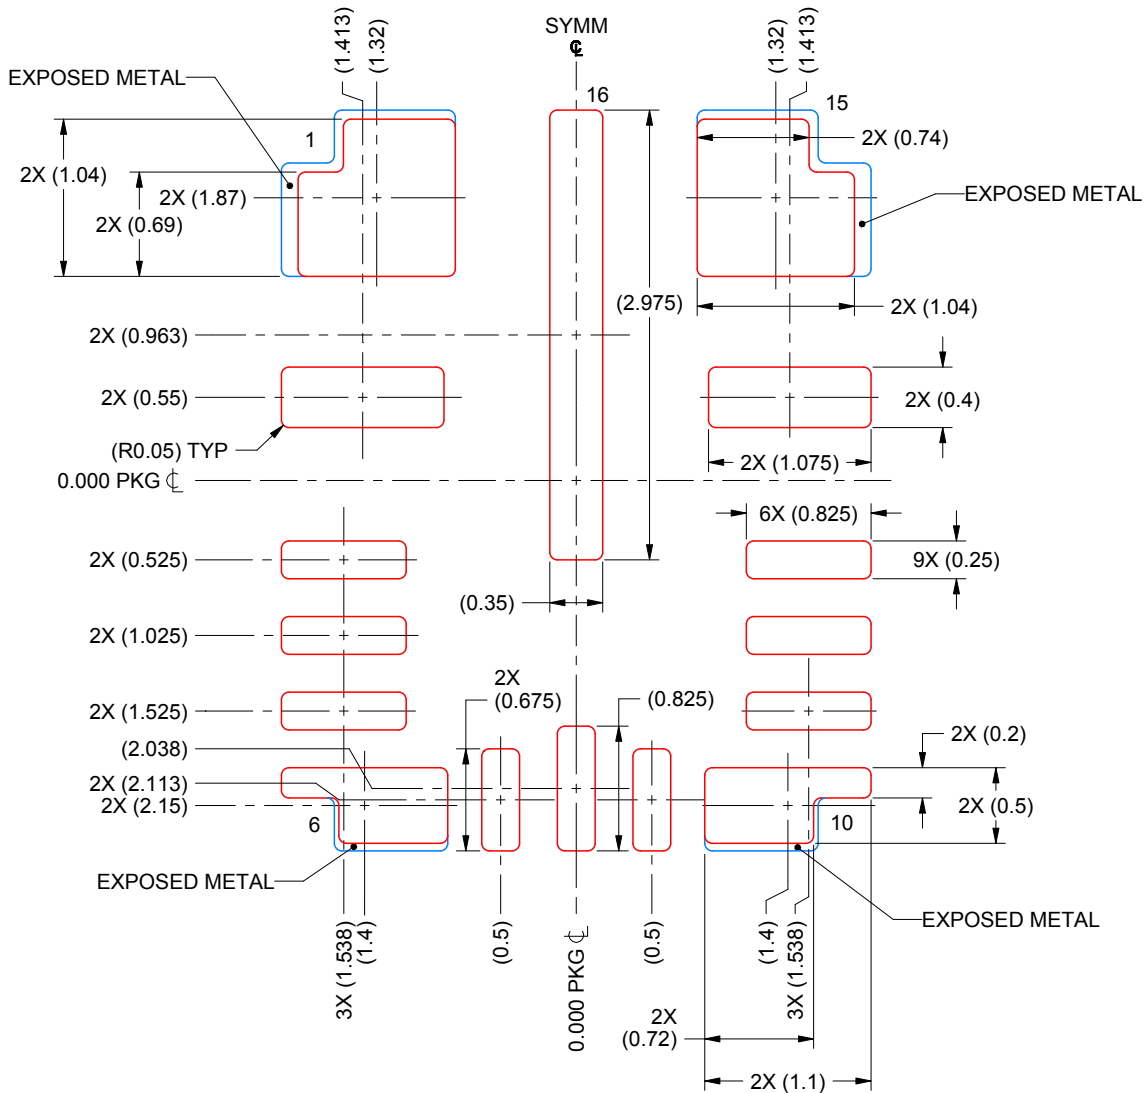 (1.413)
(1.32)
SYMM
℄
(1.32)
(1.413)
EXPOSED METAL
16
15
1
2X (0.74)
2X (1.04)
2X (1.87)
EXPOSED METAL
2X (0.69)
(2.975)
2X (1.04)
2X (0.963)
2X (0.55)
2X (0.4)
(R0.05) TYP
2X (1.075)
0.000 PKG ℄
6X (0.825)
2X (0.525)
9X (0.25)
(0.35)
2X (1.025)
2X
(0.675)
(0.825)
2X (1.525)
2X (0.2)
(2.038)
2X (2.113)
2X (2.15)
2X (0.5)
6
10
EXPOSED METAL
EXPOSED METAL
3X (1.538)
(1.4)
(0.5)
0.000 PKG ℄
(0.5)
(1.4)
3X (1.538)
2X
(0.72)
2X (1.1)